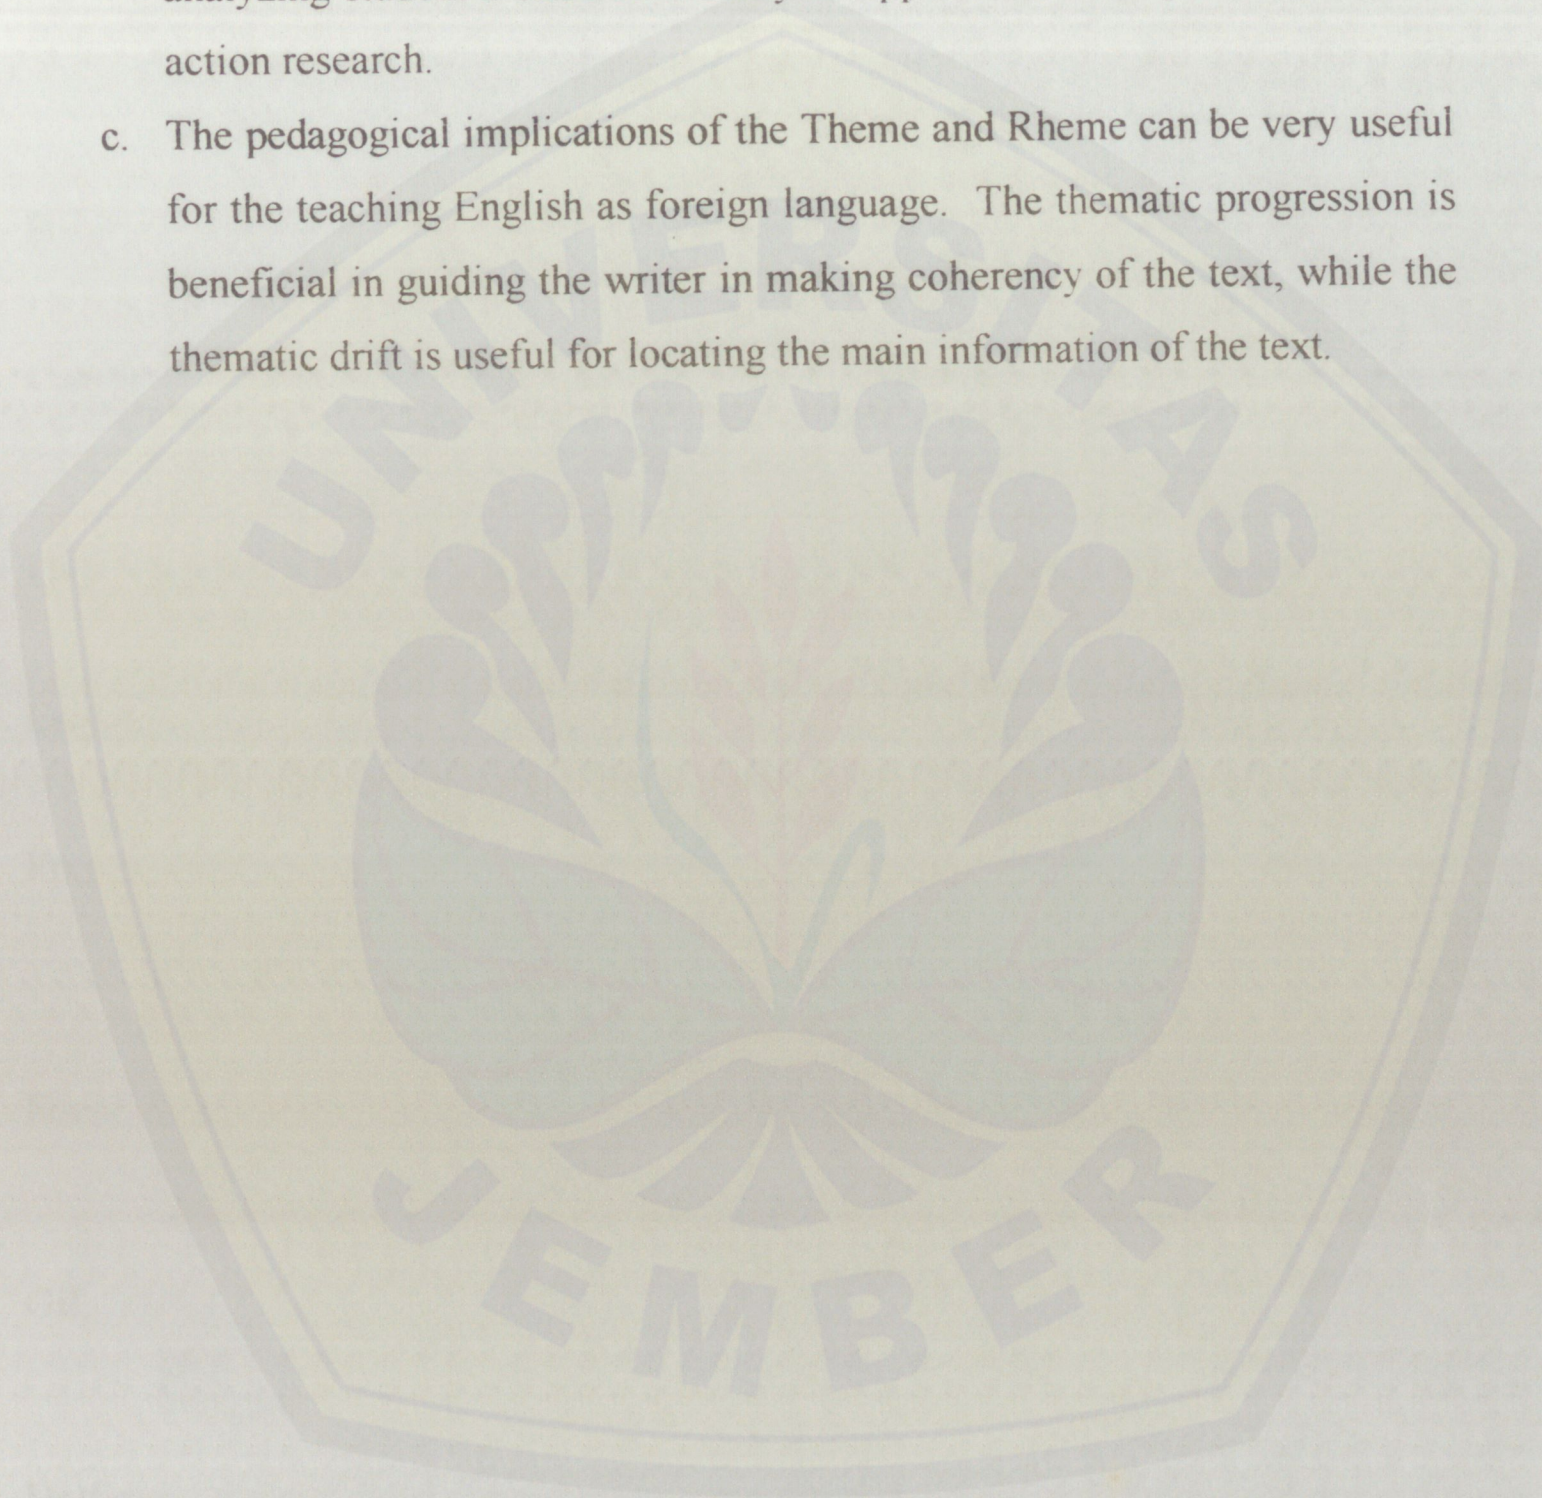 action research.
c. The pedagogical implications of the Theme and Rheme can be very useful
for the teaching English as foreign language. The thematic progression is
beneficial in guiding the writer in making coherency of the text, while the
thematic drift is useful for locating the main information of the text.
UNIVERSITAS
JEMBER